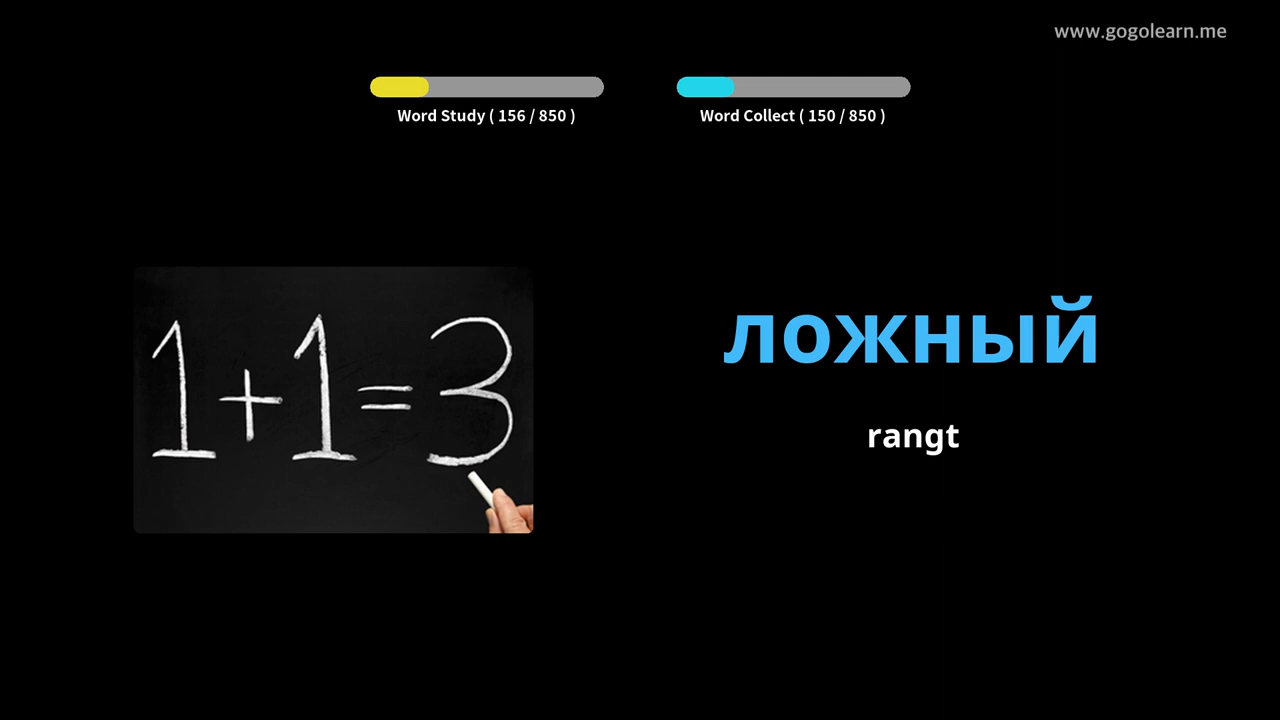 www.gogolearn.me
Word Study ( 156 / 850 )
Word Collect ( 150 / 850 )
1+1=3
ложный
rangt